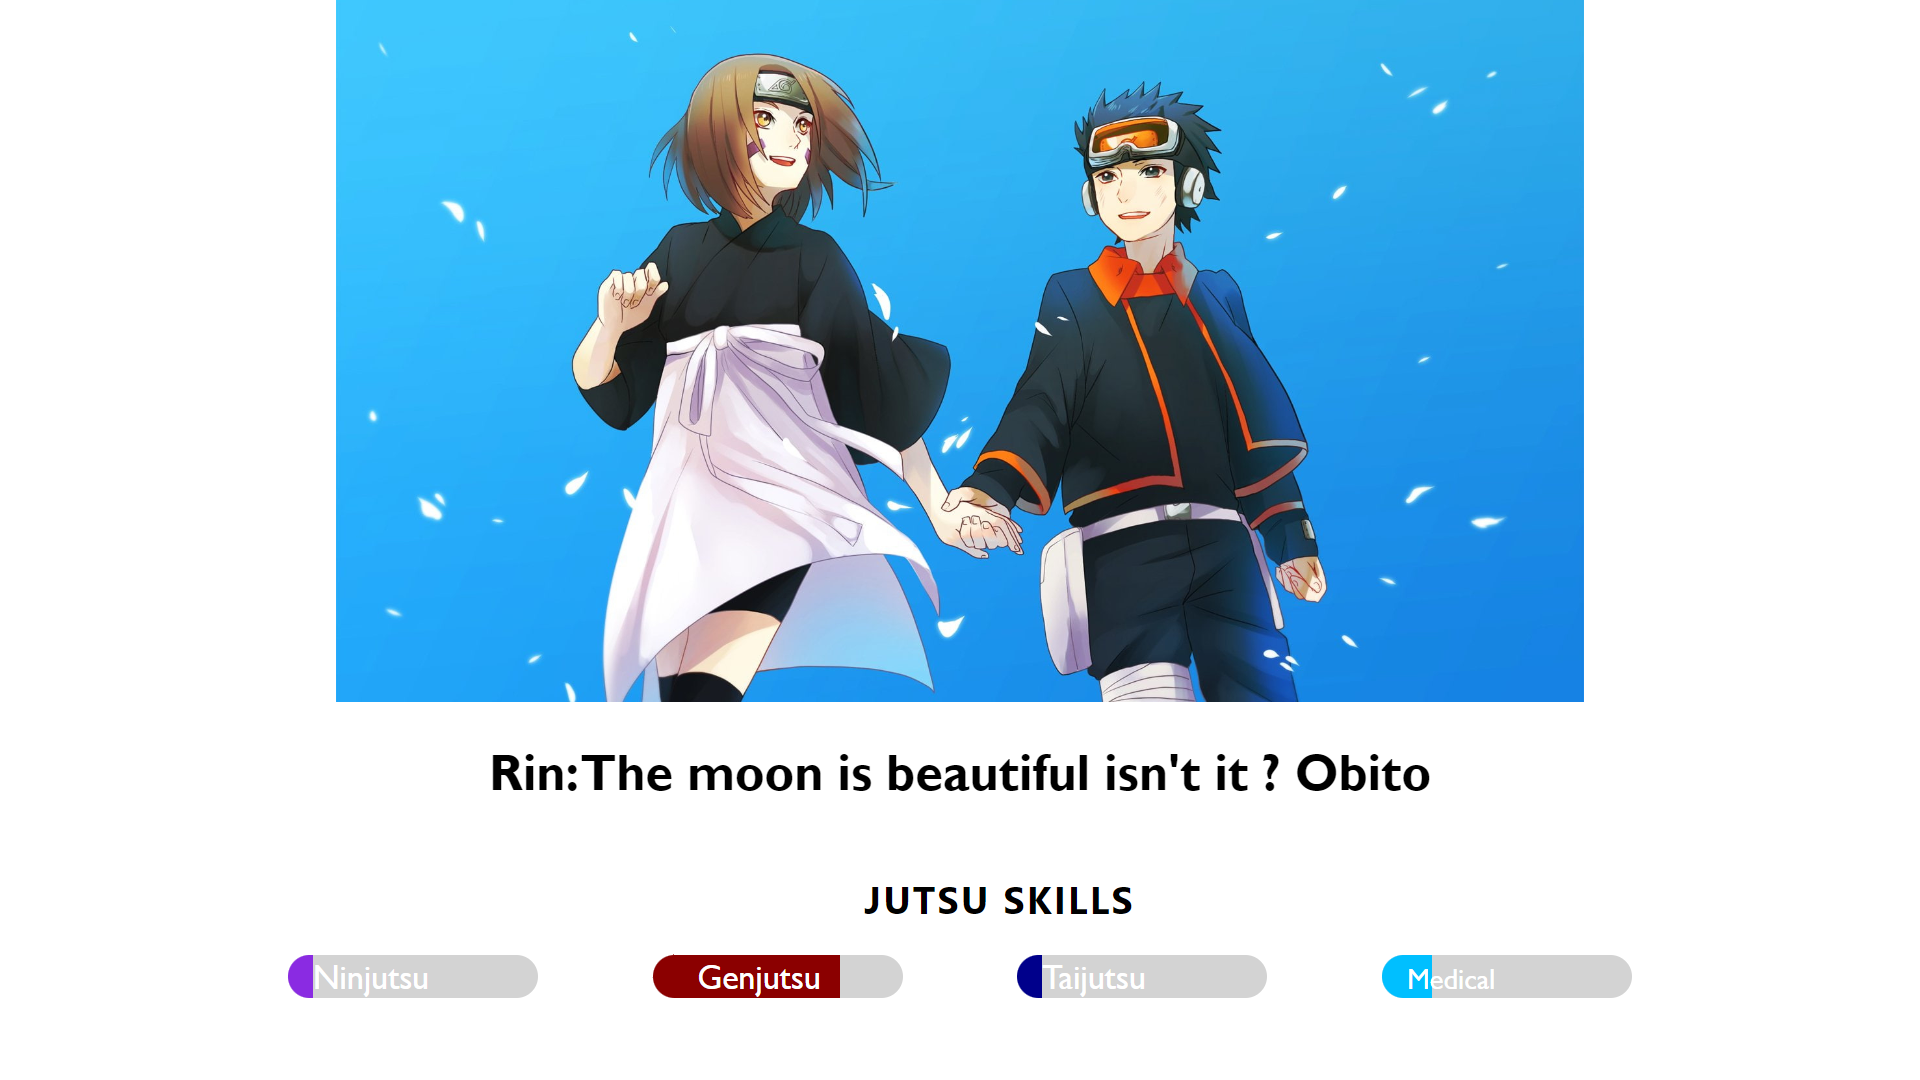 Rin:The moon is beautiful isn't it ? Obito
JUTSU SKILLS
Ninjutsu
Genjutsu
Taijutsu
Medical